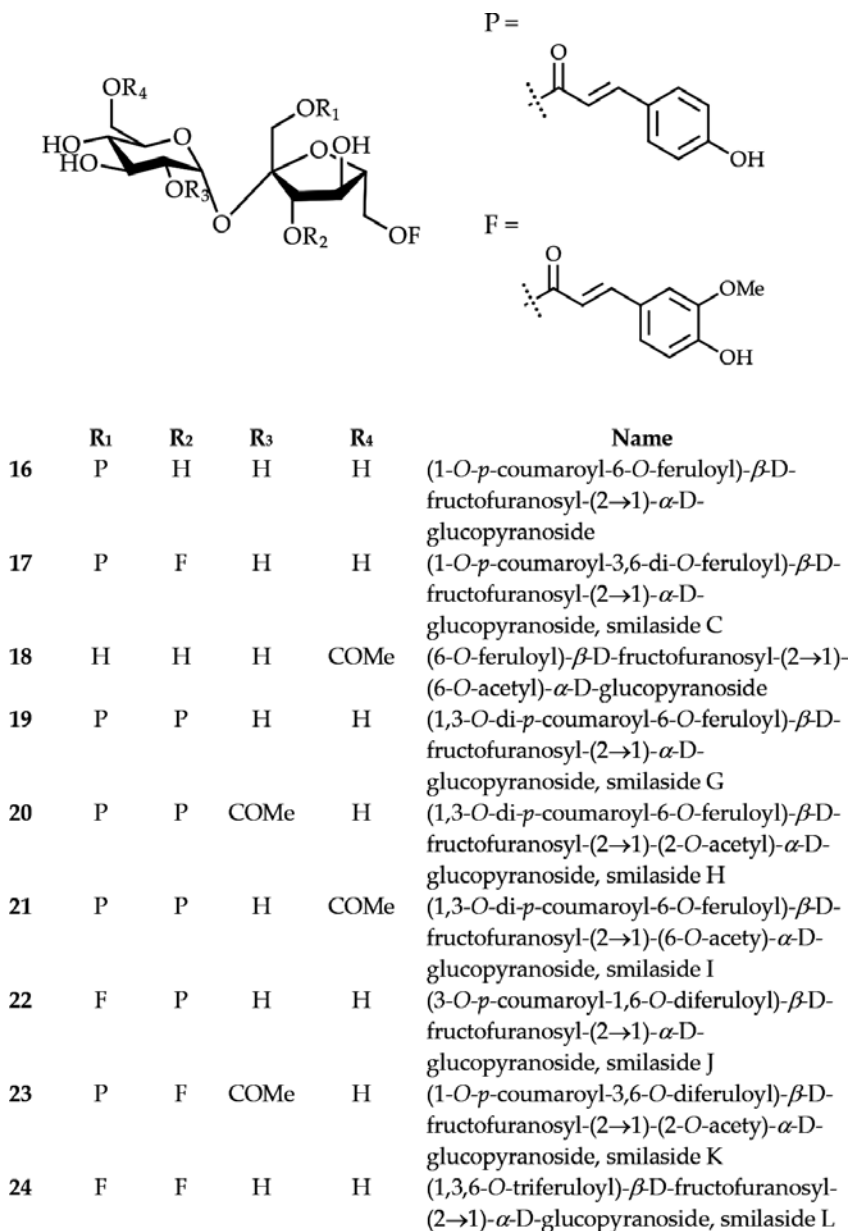 P =
O
OH
F =
O
OMe
OH
OR₄
HO
HO
O
OR₃
O
OR₁
O
OH
OR₂
OF
R₁ R₂ R₃ R₄ Name
16 P H H H (1-O-p-coumaroyl-6-O-feruloyl)-β-D-
fructofuranosyl-(2→1)-α-D-
glucopyranoside
17 P F H H (1-O-p-coumaroyl-3,6-di-O-feruloyl)-β-D-
fructofuranosyl-(2→1)-α-D-
glucopyranoside, smilaside C
18 H H H COMe (6-O-feruloyl)-β-D-fructofuranosyl-(2→1)-
(6-O-acetyl)-α-D-glucopyranoside
19 P P H H (1,3-O-di-p-coumaroyl-6-O-feruloyl)-β-D-
fructofuranosyl-(2→1)-α-D-
glucopyranoside, smilaside G
20 P P COMe H (1,3-O-di-p-coumaroyl-6-O-feruloyl)-β-D-
fructofuranosyl-(2→1)-(2-O-acetyl)-α-D-
glucopyranoside, smilaside H
21 P P H COMe (1,3-O-di-p-coumaroyl-6-O-feruloyl)-β-D-
fructofuranosyl-(2→1)-(6-O-acety)-α-D-
glucopyranoside, smilaside I
22 F P H H (3-O-p-coumaroyl-1,6-O-diferuloyl)-β-D-
fructofuranosyl-(2→1)-α-D-
glucopyranoside, smilaside J
23 P F COMe H (1-O-p-coumaroyl-3,6-O-diferuloyl)-β-D-
fructofuranosyl-(2→1)-(2-O-acety)-α-D-
glucopyranoside, smilaside K
24 F F H H (1,3,6-O-triferuloyl)-β-D-fructofuranosyl-
(2→1)-α-D-glucopyranoside, smilaside L